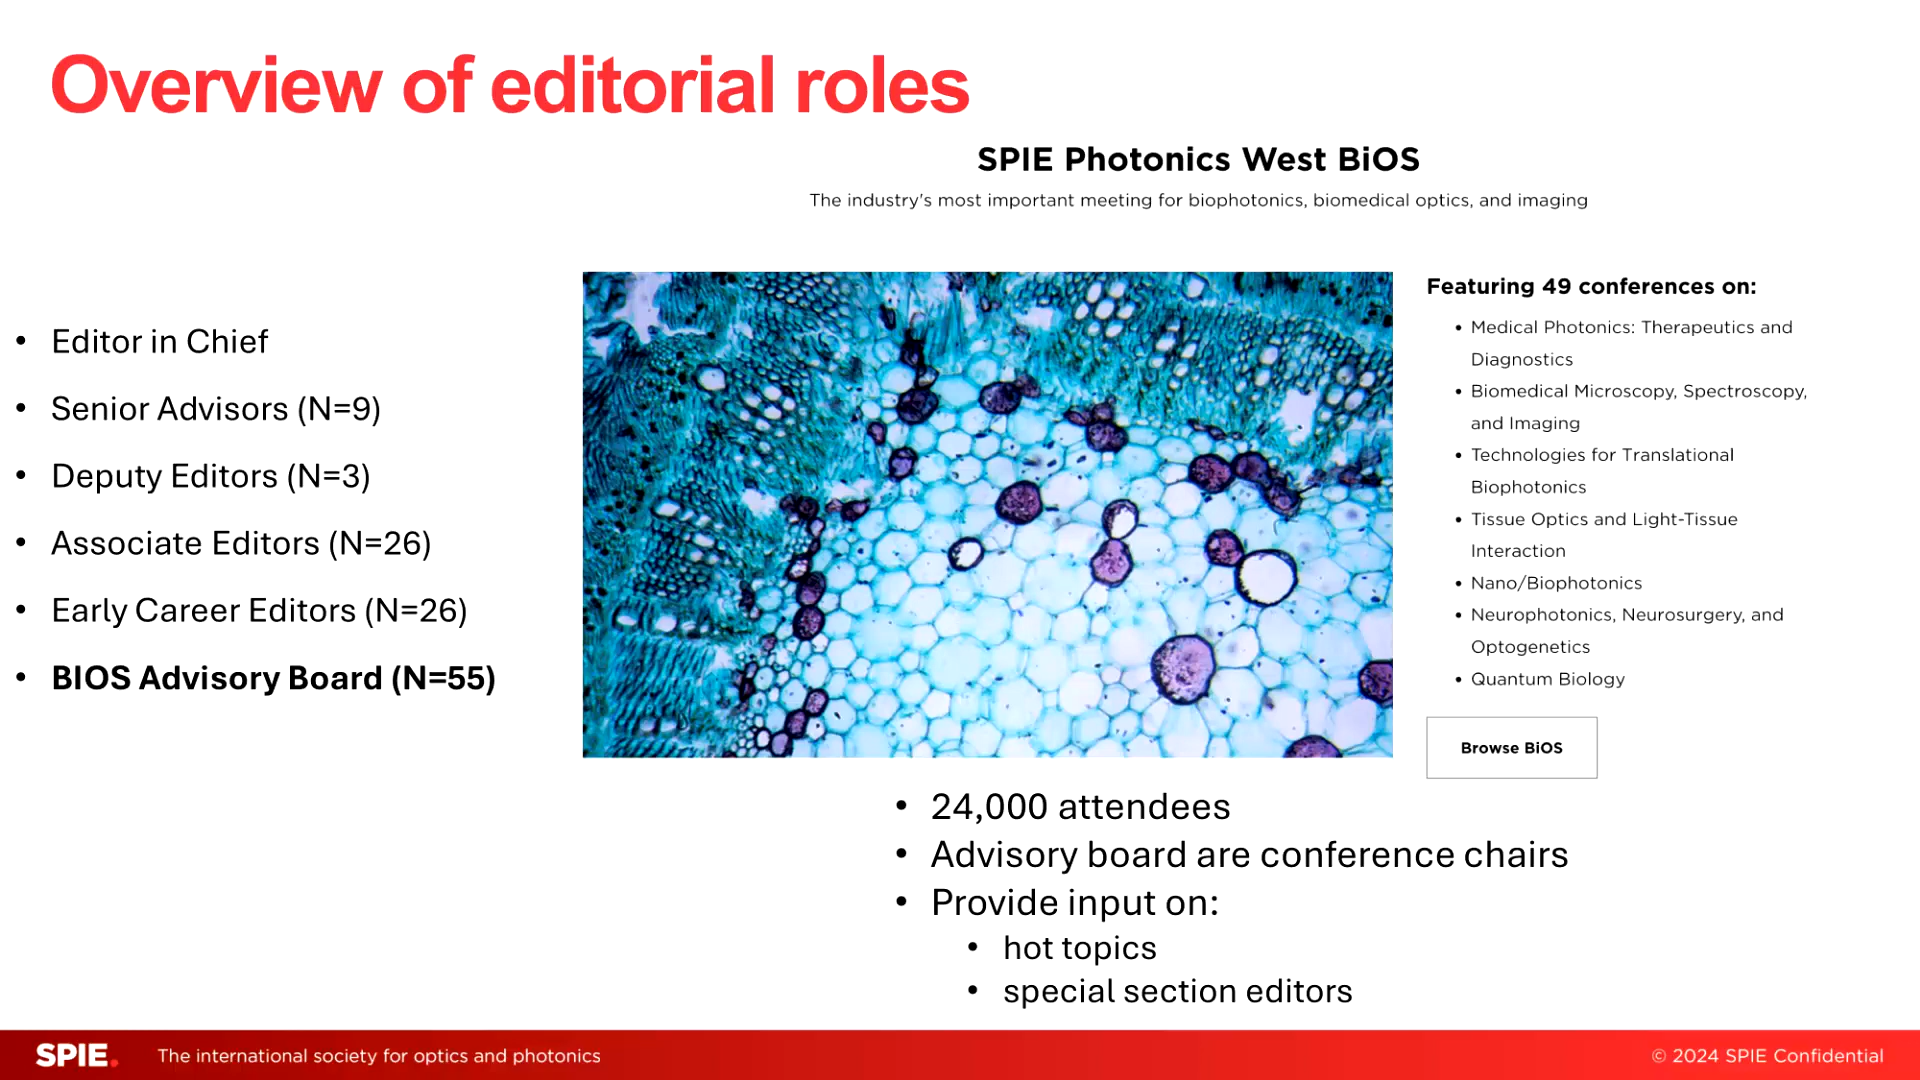 Overview of editorial roles
SPIE Photonics West BiOS
The industry's most important meeting for biophotonics, biomedical optics, and imaging
• Editor in Chief
• Senior Advisors (N=9)
• Deputy Editors (N=3)
• Associate Editors (N=26)
• Early Career Editors (N=26)
• BIOS Advisory Board (N=55)
Featuring 49 conferences on:
• Medical Photonics: Therapeutics and
Diagnostics
• Biomedical Microscopy, Spectroscopy,
and Imaging
• Technologies for Translational
Biophotonics
• Tissue Optics and Light-Tissue
Interaction
• Nano/Biophotonics
• Neurophotonics, Neurosurgery, and
Optogenetics
• Quantum Biology
Browse BiOS
• 24,000 attendees
• Advisory board are conference chairs
• Provide input on:
• hot topics
• special section editors
SPIE. The international society for optics and photonics
© 2024 SPIE Confidential